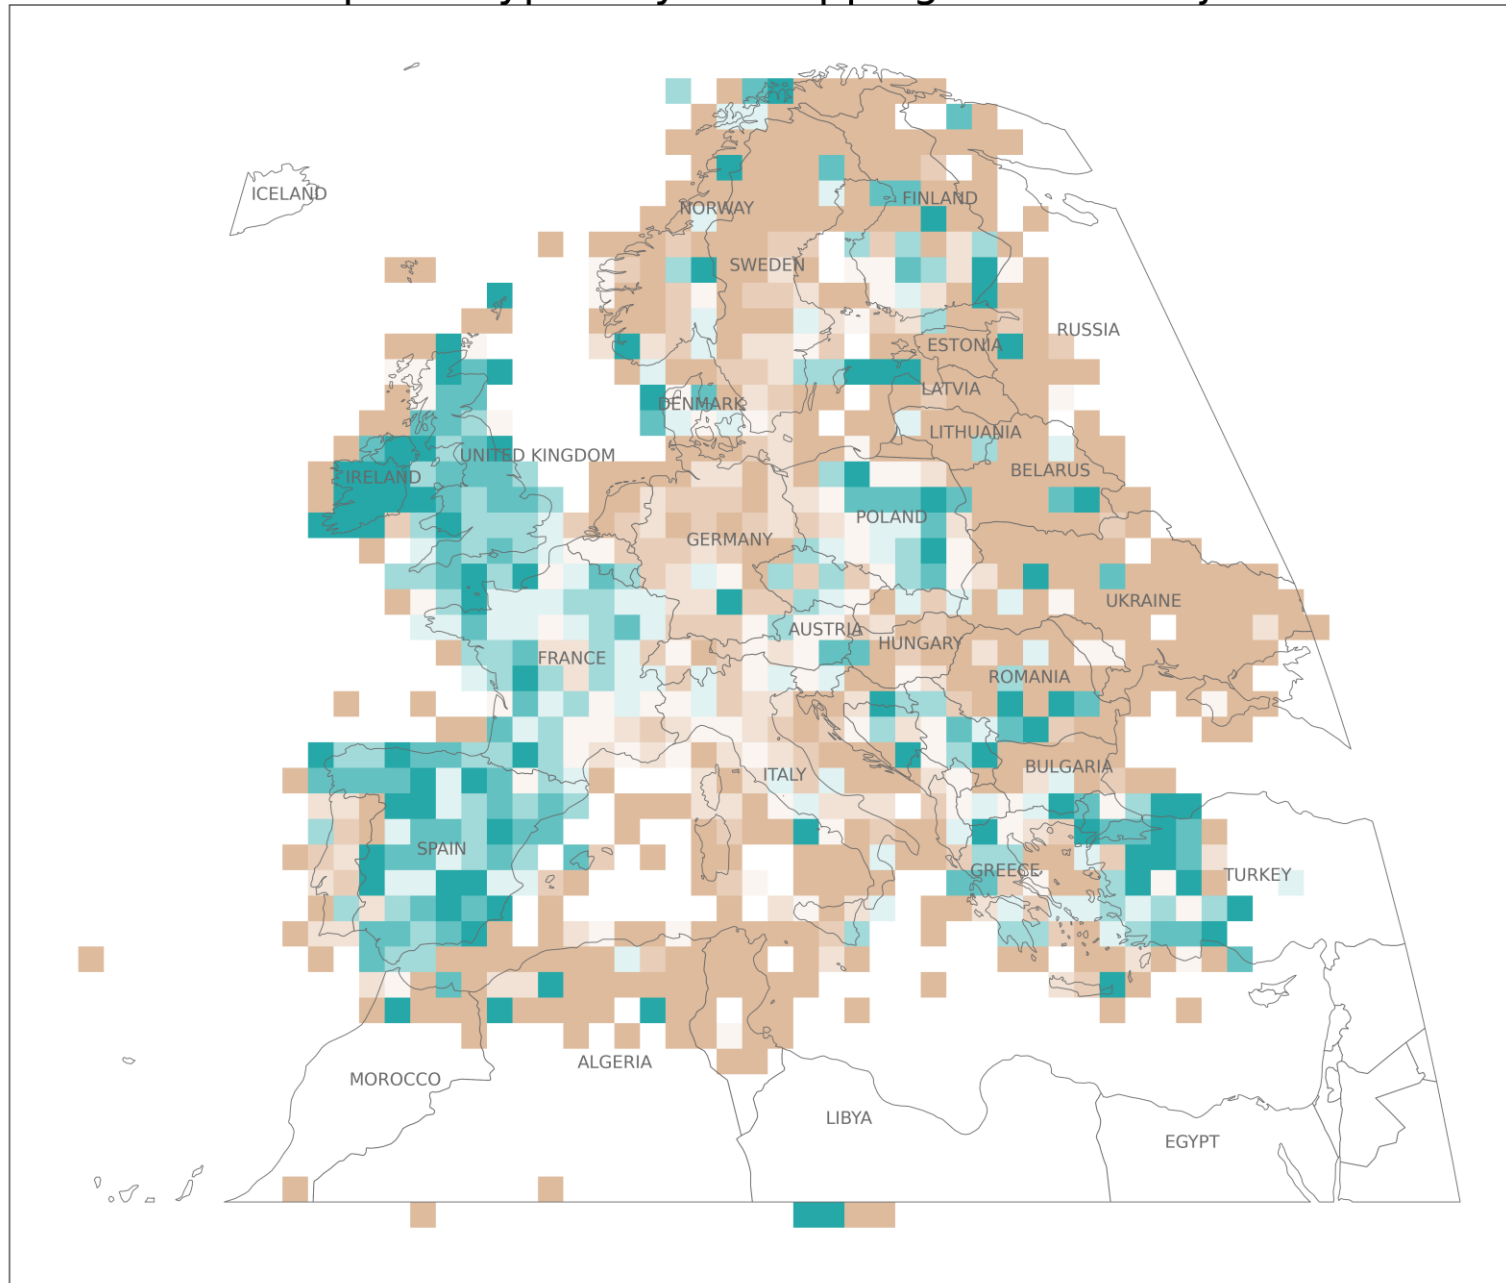 ICELAND
NORWAY
FINLAND
SWEDEN
RUSSIA
ESTONIA
LATVIA
DENMARK
LITHUANIA
UNITED KINGDOM
BELARUS
IRELAND
POLAND
GERMANY
UKRAINE
AUSTRIA
HUNGARY
FRANCE
ROMANIA
BULGARIA
ITALY
SPAIN
GREECE
TURKEY
ALGERIA
MOROCCO
LIBYA
EGYPT